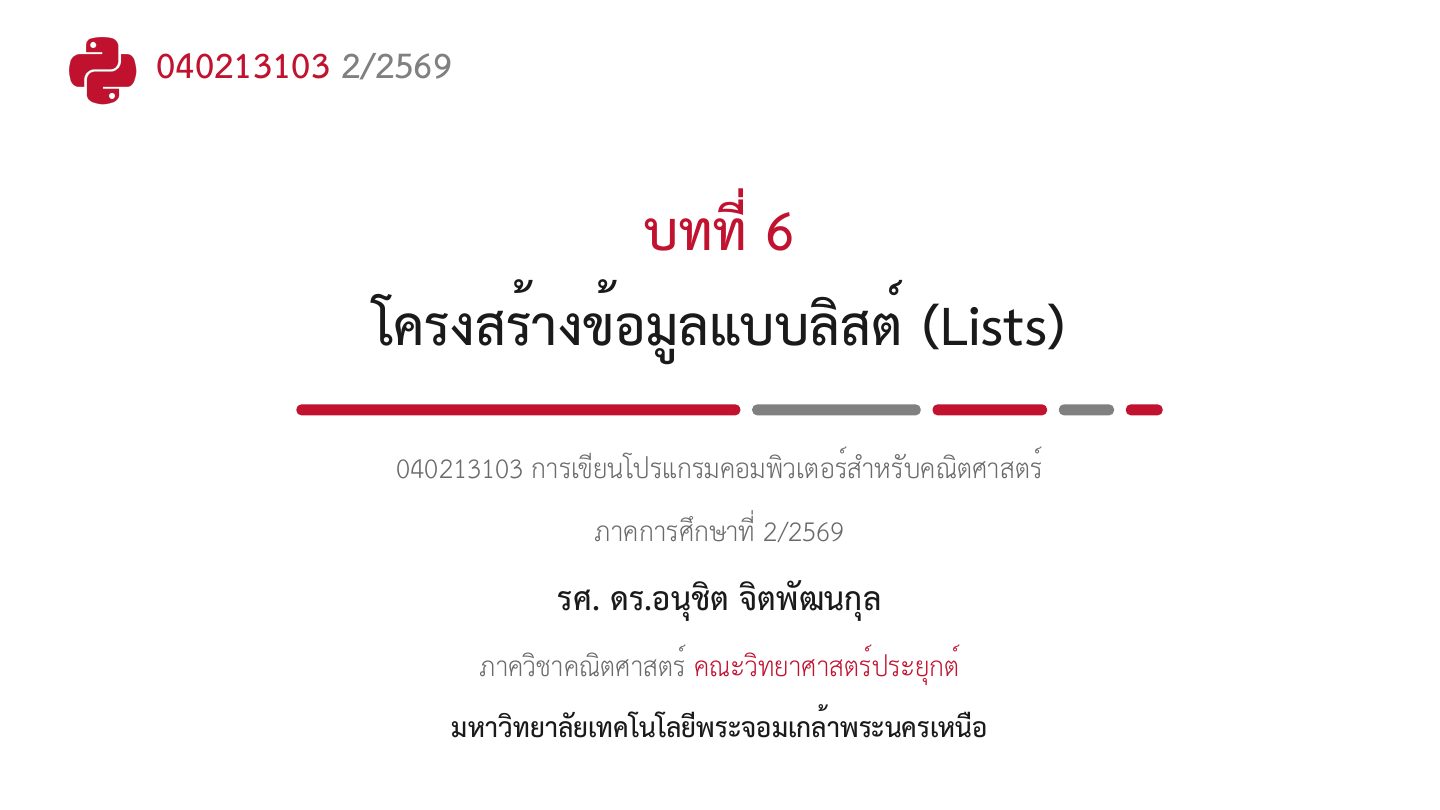 040213103 2/2569
บทที่ 6
โครงสร้างข้อมูลแบบลิสต์ (Lists)
040213103 การเขียนโปรแกรมคอมพิวเตอร์สำหรับคณิตศาสตร์
ภาคการศึกษาที่ 2/2569
รศ. ดร.อนุชิต จิตพัฒนกุล
ภาควิชาคณิตศาสตร์ คณะวิทยาศาสตร์ประยุกต์
มหาวิทยาลัยเทคโนโลยีพระจอมเกล้าพระนครเหนือ